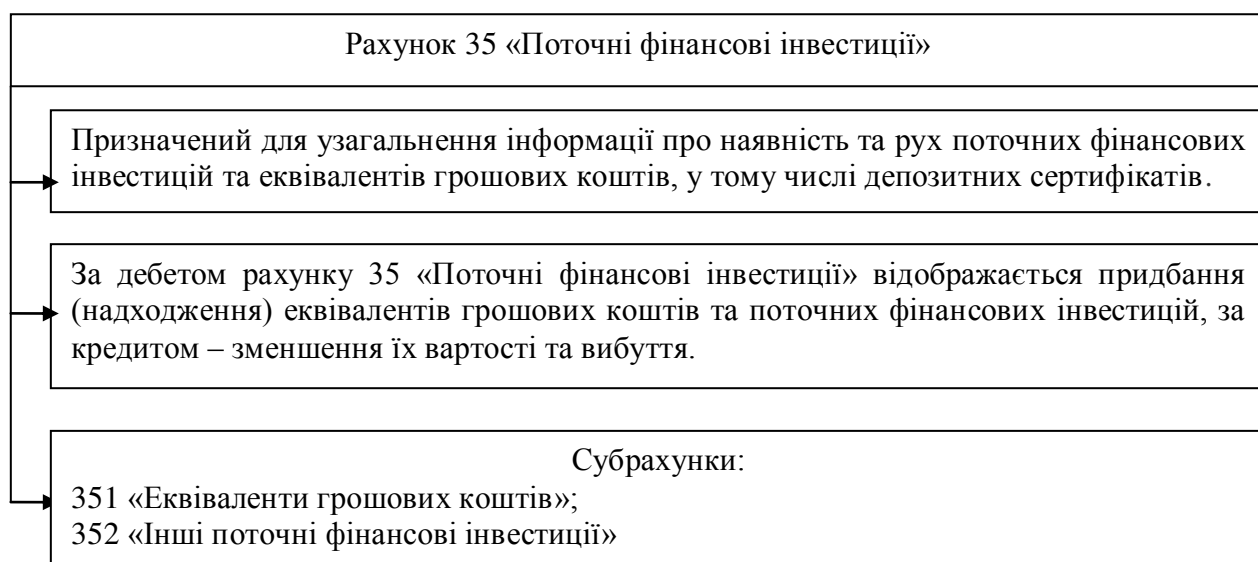 Рахунок 35 «Поточні фінансові інвестиції»
Призначений для узагальнення інформації про наявність та рух поточних фінансових
інвестицій та еквівалентів грошових коштів, у тому числі депозитних сертифікатів.
За дебетом рахунку 35 «Поточні фінансові інвестиції» відображається придбання
(надходження) еквівалентів грошових коштів та поточних фінансових інвестицій, за
кредитом – зменшення їх вартості та вибуття.
Субрахунки:
351 «Еквіваленти грошових коштів»;
352 «Інші поточні фінансові інвестиції»